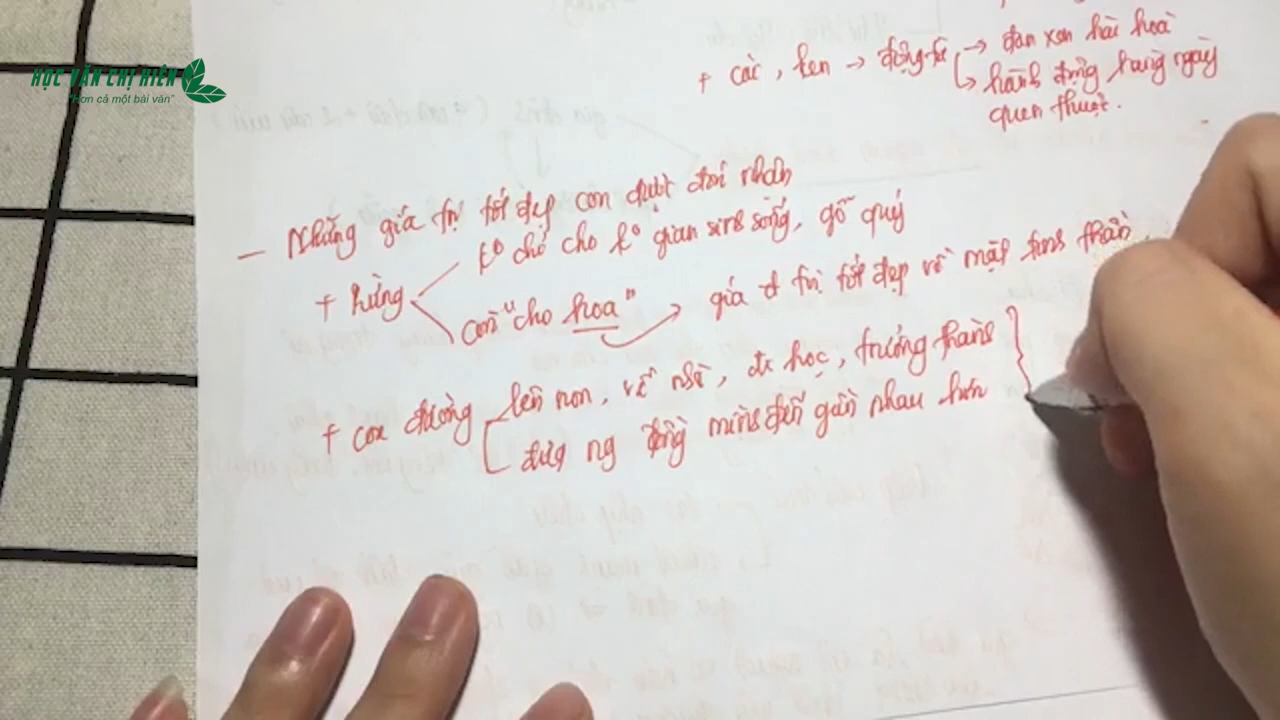 HỌC VĂN CHỊ HIÊN
"Hơn cả một bài văn"
+ cài, ken → động từ → đan xen hài hoà
↳ hành động hàng ngày
quen thuộc.
— Những giá trị tốt đẹp con được đón nhận
+ Rừng
k° chỉ cho k° gian sinh sống, gỗ quý
còn "cho hoa" → giá trị tốt đẹp về mặt tinh thần
+ con đường
lên non, về nhà, đi học, trưởng thành
đưa ng đồng mình đến gần nhau hơn